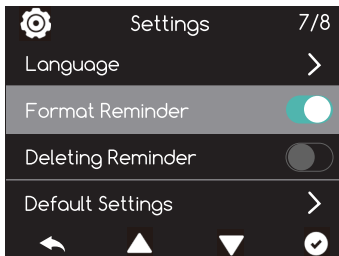 Settings 7/8
Language
Format Reminder
Deleting Reminder
Default Settings